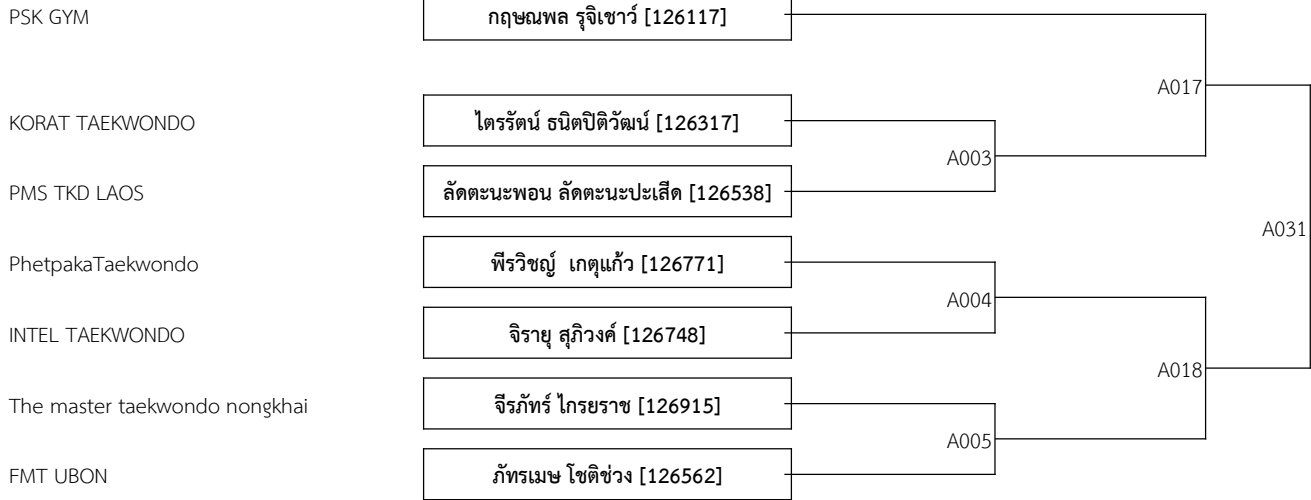 PSK GYM กฤษณพล รุจิเชาว์ [126117]
A017
KORAT TAEKWONDO ไตรรัตน์ ธนิตปิติวัฒน์ [126317]
A003
PMS TKD LAOS ลัดตะนะพอน ลัดตะนะปะเสีด [126538]
A031
PhetpakaTaekwondo พีรวิชญ์  เกตุแก้ว [126771]
A004
INTEL TAEKWONDO จิรายุ สุภิวงค์ [126748]
A018
The master taekwondo nongkhai จีรภัทร์ ไกรยราช [126915]
A005
FMT UBON ภัทรเมษ โชติช่วง [126562]